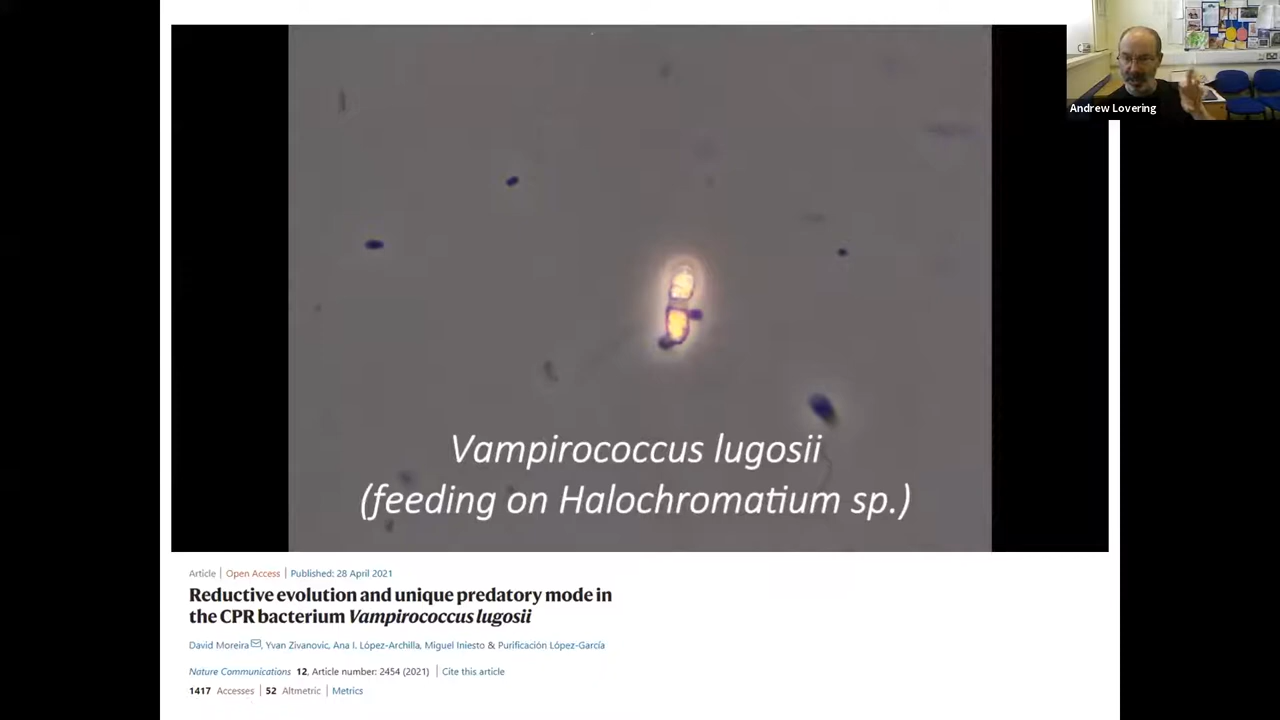 Andrew Lovering
Vampirococcus lugosii
(feeding on Halochromatium sp.)
Article | Open Access | Published: 28 April 2021
Reductive evolution and unique predatory mode in
the CPR bacterium Vampirococcus lugosii
David Moreira, Yvan Zivanovic, Ana I. López-Archilla, Miguel Iniesto & Purificación López-García
Nature Communications 12, Article number: 2454 (2021) | Cite this article
1417 Accesses | 52 Altmetric | Metrics